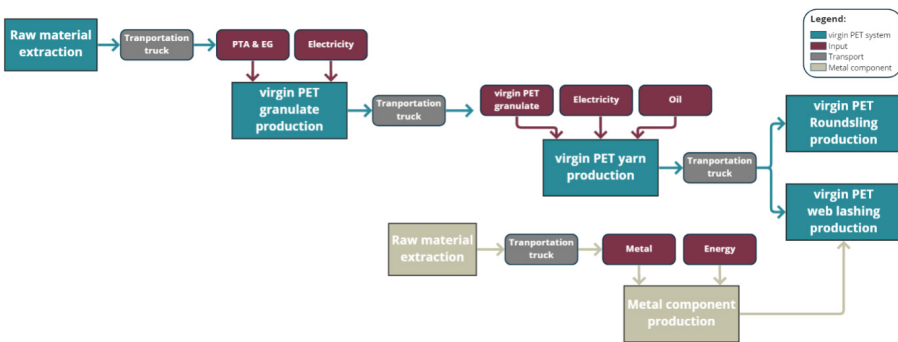 Legend:
virgin PET system
Input
Transport
Metal component
Raw material
extraction
Tranportation
truck
PTA & EG
Electricity
virgin PET
granulate
production
Tranportation
truck
virgin PET
granulate
Electricity
Oil
virgin PET yarn
production
Tranportation
truck
virgin PET
Roundsling
production
virgin PET
web lashing
production
Raw material
extraction
Tranportation
truck
Metal
Energy
Metal component
production